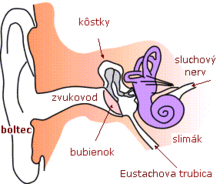 kôstky
sluchový
nerv
zvukovod
boltec
bubienok
slimák
Eustachova trubica